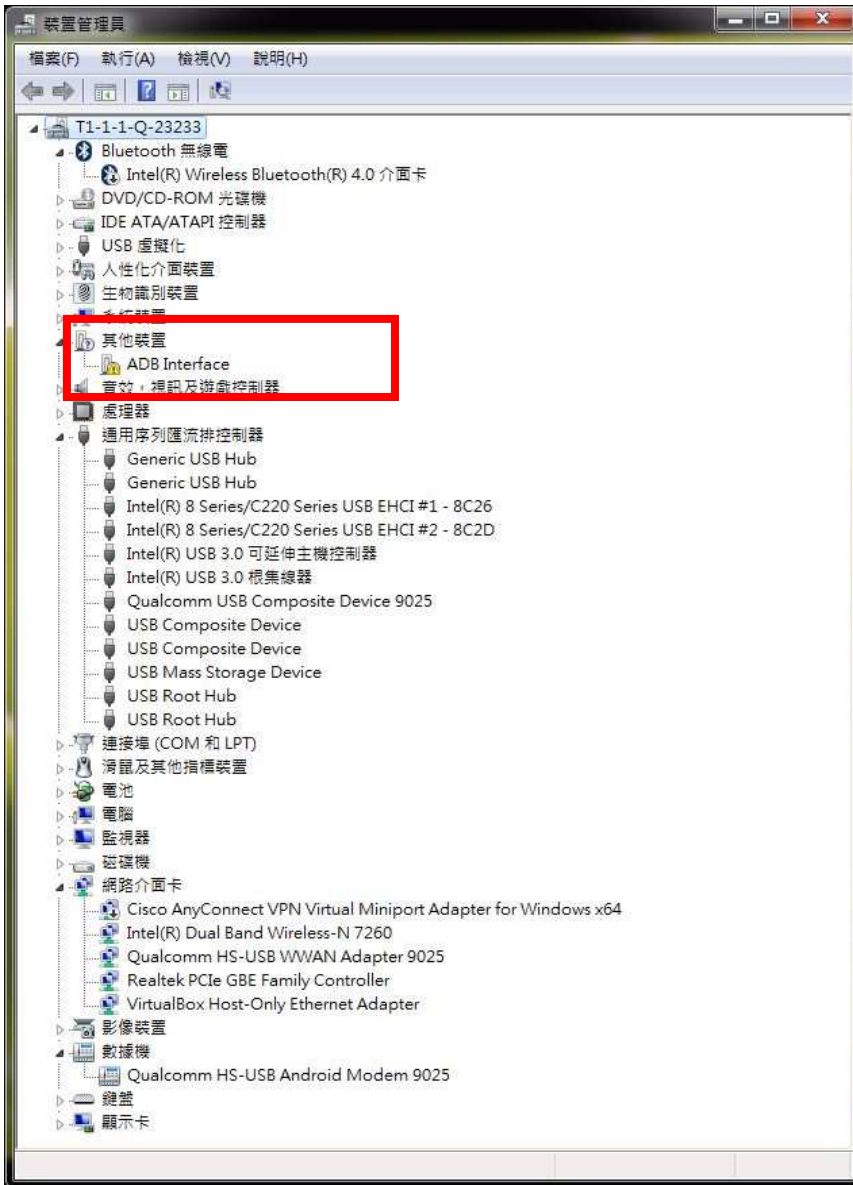 裝置管理員
檔案(F) 執行(A) 檢視(V) 說明(H)
T1-1-1-Q-23233
Bluetooth 無線電
Intel(R) Wireless Bluetooth(R) 4.0 介面卡
DVD/CD-ROM 光碟機
IDE ATA/ATAPI 控制器
USB 虛擬化
人性化介面裝置
生物識別裝置
系統裝置
其他裝置
ADB Interface
音效，視訊及遊戲控制器
處理器
通用序列匯流排控制器
Generic USB Hub
Generic USB Hub
Intel(R) 8 Series/C220 Series USB EHCI #1 - 8C26
Intel(R) 8 Series/C220 Series USB EHCI #2 - 8C2D
Intel(R) USB 3.0 可延伸主機控制器
Intel(R) USB 3.0 根集線器
Qualcomm USB Composite Device 9025
USB Composite Device
USB Composite Device
USB Mass Storage Device
USB Root Hub
USB Root Hub
連接埠 (COM 和 LPT)
滑鼠及其他指標裝置
電池
電腦
監視器
磁碟機
網路介面卡
Cisco AnyConnect VPN Virtual Miniport Adapter for Windows x64
Intel(R) Dual Band Wireless-N 7260
Qualcomm HS-USB WWAN Adapter 9025
Realtek PCIe GBE Family Controller
VirtualBox Host-Only Ethernet Adapter
影像裝置
數據機
Qualcomm HS-USB Android Modem 9025
鍵盤
顯示卡